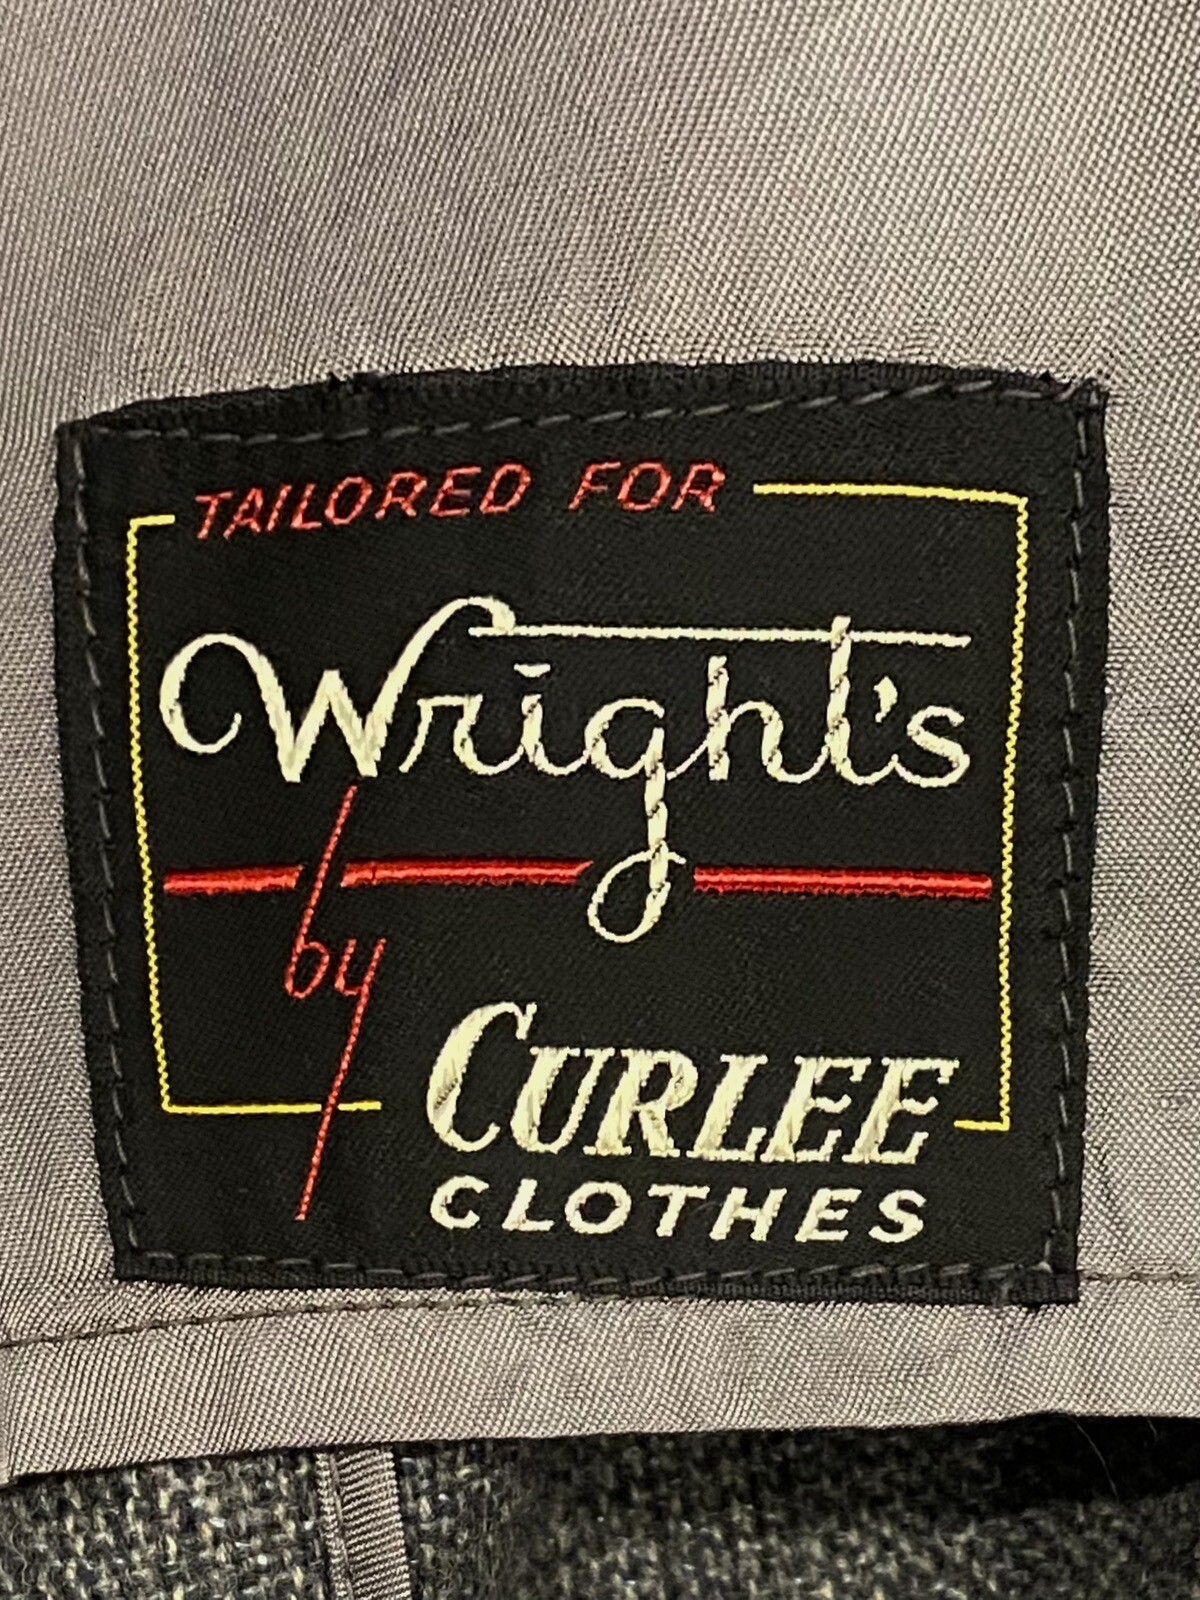 TAILORED FOR
Wright's
by
CURLEE
CLOTHES